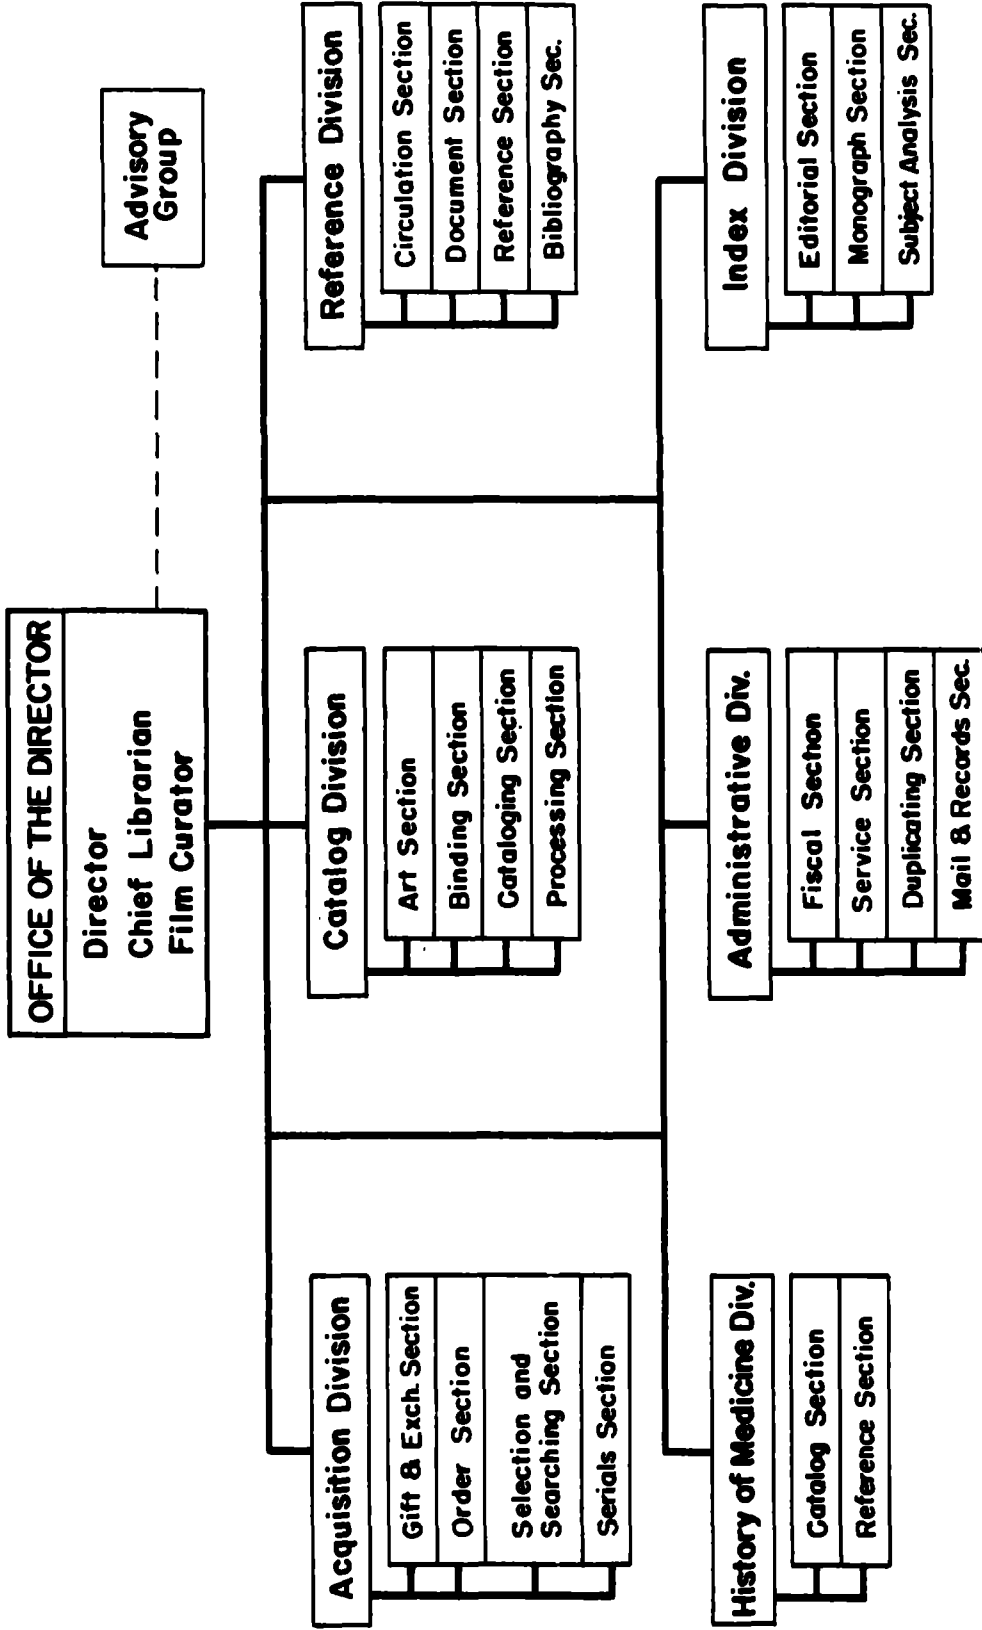 OFFICE OF THE DIRECTOR
Director
Chief Librarian
Film Curator
Advisory
Group
Acquisition Division
Gift & Exch. Section
Order Section
Selection and
Searching Section
Serials Section
Catalog Division
Art Section
Binding Section
Cataloging Section
Processing Section
Reference Division
Circulation Section
Document Section
Reference Section
Bibliography Sec.
History of Medicine Div.
Catalog Section
Reference Section
Administrative Div.
Fiscal Section
Service Section
Duplicating Section
Mail & Records Sec.
Index Division
Editorial Section
Monograph Section
Subject Analysis Sec.